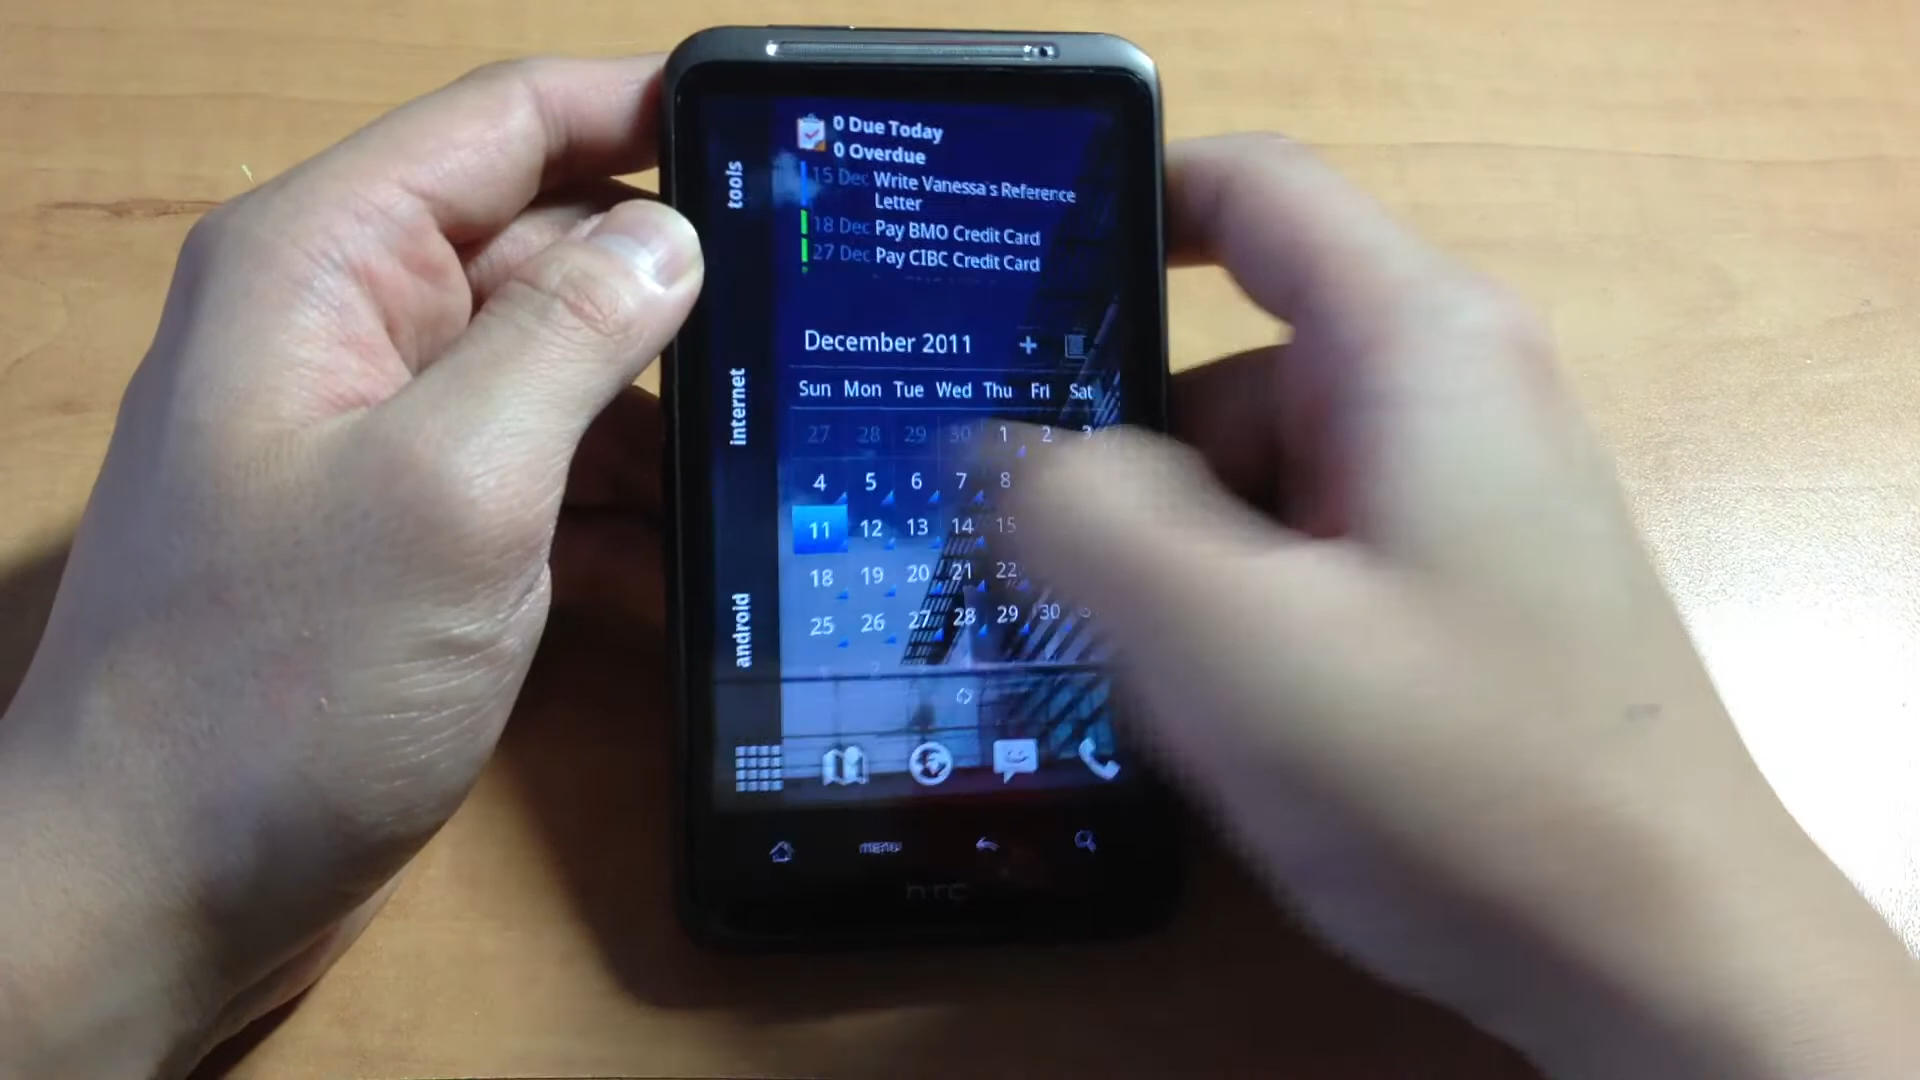 0 Due Today
0 Overdue
15 Dec Write Vanessa's Reference
Letter
18 Dec Pay BMO Credit Card
27 Dec Pay CIBC Credit Card
tools
internet
android
December 2011 +
Sun Mon Tue Wed Thu Fri Sat
27 28 29 30 1 2 3
4 5 6 7 8
11 12 13 14 15
18 19 20 21 22
25 26 27 28 29 30
2
MENU
hTC